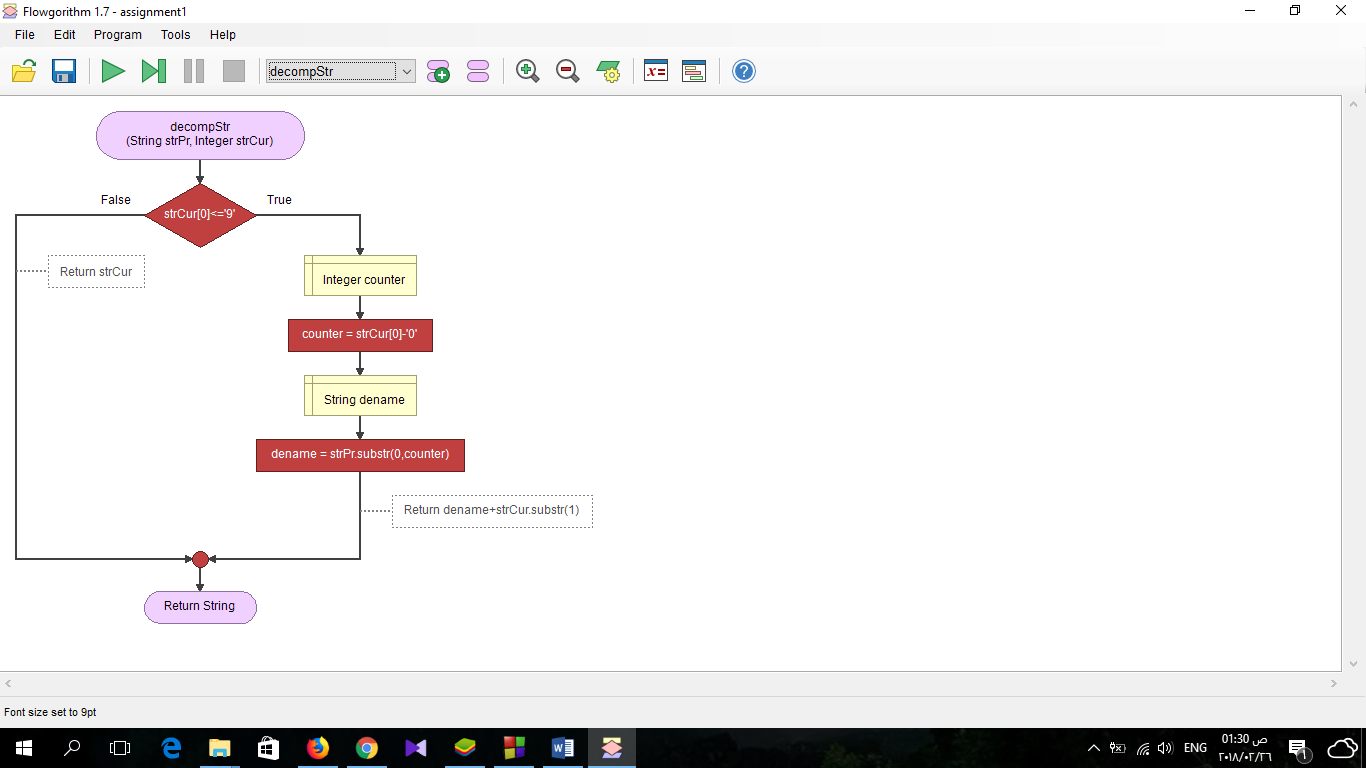 Flowgorithm 1.7 - assignment1
File Edit Program Tools Help
decompStr
x=
?
decompStr
(String strPr, Integer strCur)
False
True
strCur[0]<='9'
Return strCur
Integer counter
counter = strCur[0]-'0'
String dename
dename = strPr.substr(0,counter)
Return dename+strCur.substr(1)
Return String
Font size set to 9pt
ENG
01:30 ص
٢٠١٨/٠٢/٢٦
1